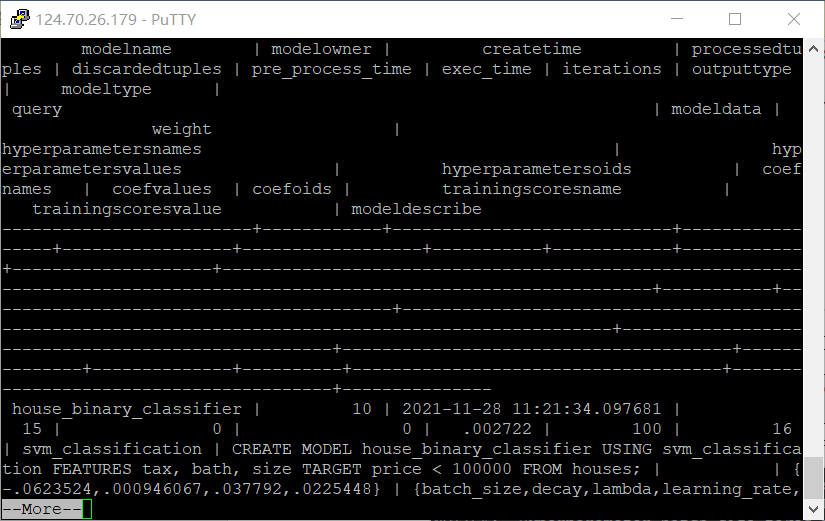 124.70.26.179 - PuTTY
modelname | modelowner | createtime | processedtu
ples | discardedtuples | pre_process_time | exec_time | iterations | outputtype
| modeltype |
query | modeldata |
weight |
hyperparametersnames | hyp
erparametersvalues | hyperparametersoids | coef
names | coefvalues | coefoids | trainingscoresname |
trainingscoresvalue | modeldescribe
-------------------------+------------+----------------------------+------------
-----+-----------------+------------------+-----------+------------+------------
+--------------------+----------------------------------------------------------
-----------------------------------------------------------------+-----------+--
---------------------------------------+----------------------------------------
-------------------------------------------------------------+------------------
---------------------------------+---------------------------------------+------
--------+--------------+----------+-------------------------------------+-------
---------------------------------+---------------
house_binary_classifier | 10 | 2021-11-28 11:21:34.097681 |
15 | 0 | 0 | .002722 | 100 | 16
| svm_classification | CREATE MODEL house_binary_classifier USING svm_classifica
tion FEATURES tax, bath, size TARGET price < 100000 FROM houses; | | {
-.0623524,.000946067,.037792,.0225448} | {batch_size,decay,lambda,learning_rate,
--More--